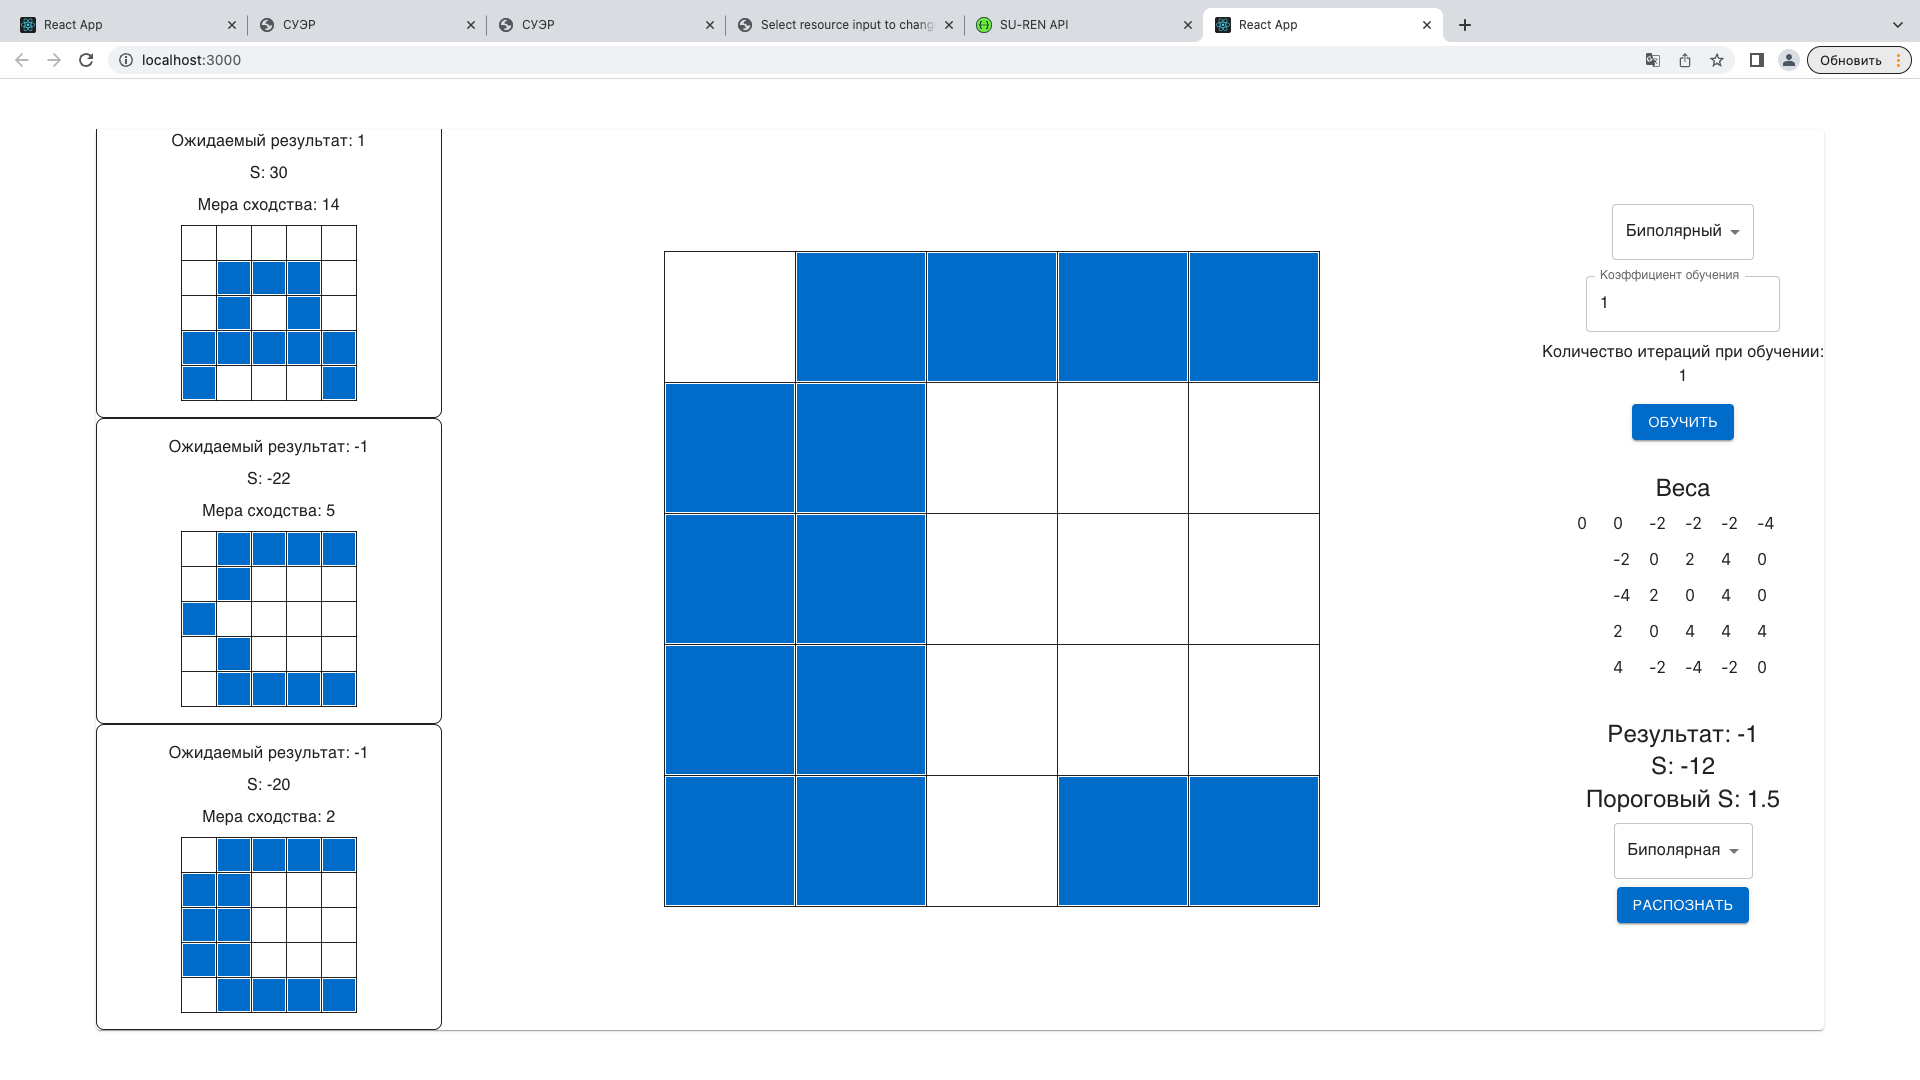 React App
СУЭР
СУЭР
Select resource input to chang
SU-REN API
React App
localhost:3000
Обновить
Ожидаемый результат: 1
S: 30
Мера сходства: 14
Ожидаемый результат: -1
S: -22
Мера сходства: 5
Ожидаемый результат: -1
S: -20
Мера сходства: 2
Биполярный
Коэффициент обучения
1
Количество итераций при обучении:
1
ОБУЧИТЬ
Веса
0 0 -2 -2 -2 -4
-2 0 2 4 0
-4 2 0 4 0
2 0 4 4 4
4 -2 -4 -2 0
Результат: -1
S: -12
Пороговый S: 1.5
Биполярная
РАСПОЗНАТЬ